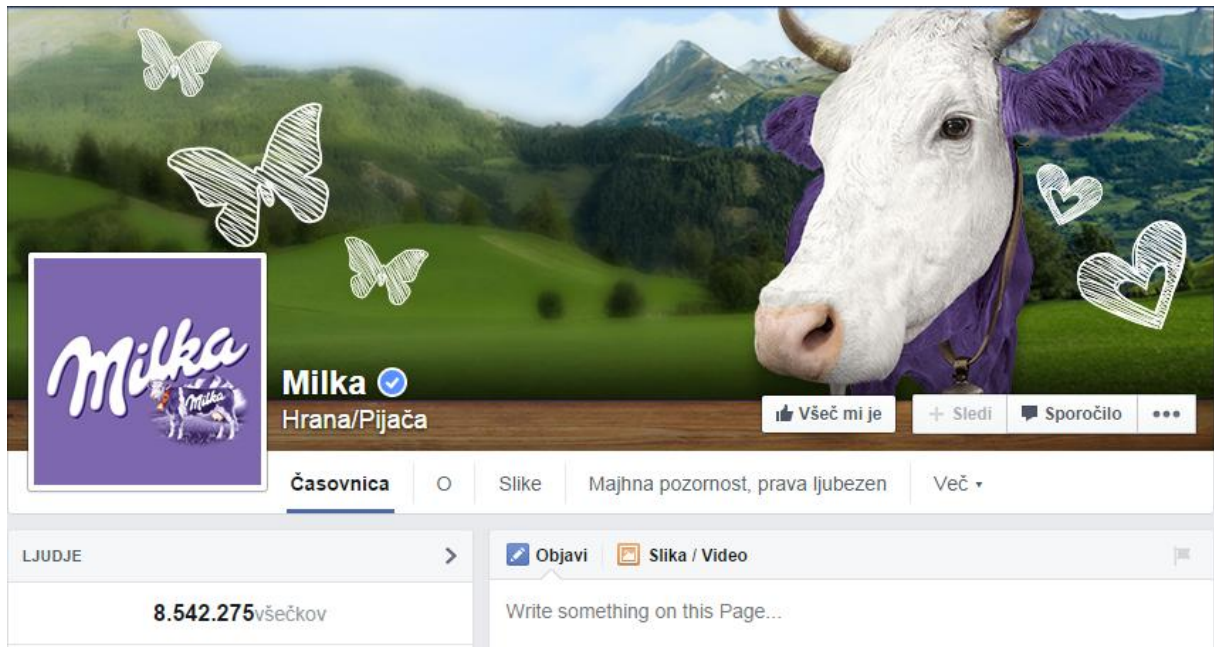 Milka
Milka
Milka
Hrana/Pijača
Všeč mi je
+ Sledi
Sporočilo
Časovnica
O
Slike
Majhna pozornost, prava ljubezen
Več
LJUDJE
8.542.275všečkov
Objavi
Slika / Video
Write something on this Page...